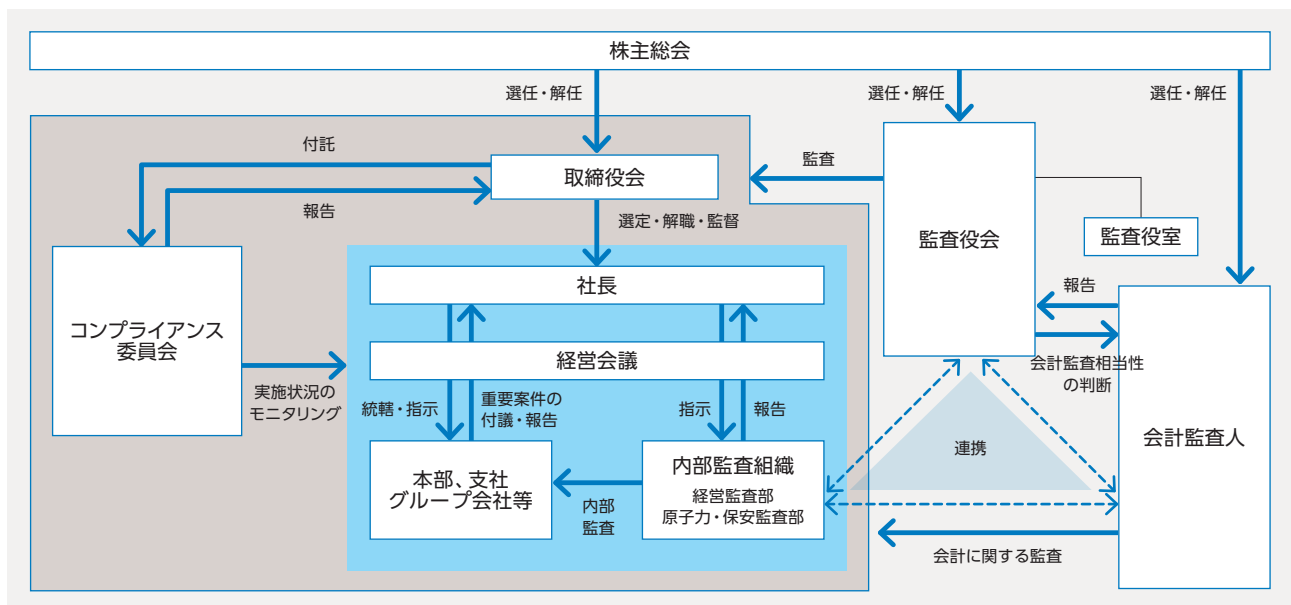 株主総会
選任・解任
選任・解任
選任・解任
付託
取締役会
監査
報告
選定・解職・監督
監査役会
監査役室
社長
報告
コンプライアンス
委員会
経営会議
会計監査相当性
の判断
実施状況の
モニタリング
統轄・指示
重要案件の
付議・報告
指示
報告
連携
会計監査人
本部、支社
グループ会社等
内部
監査
内部監査組織
経営監査部
原子力・保安監査部
会計に関する監査